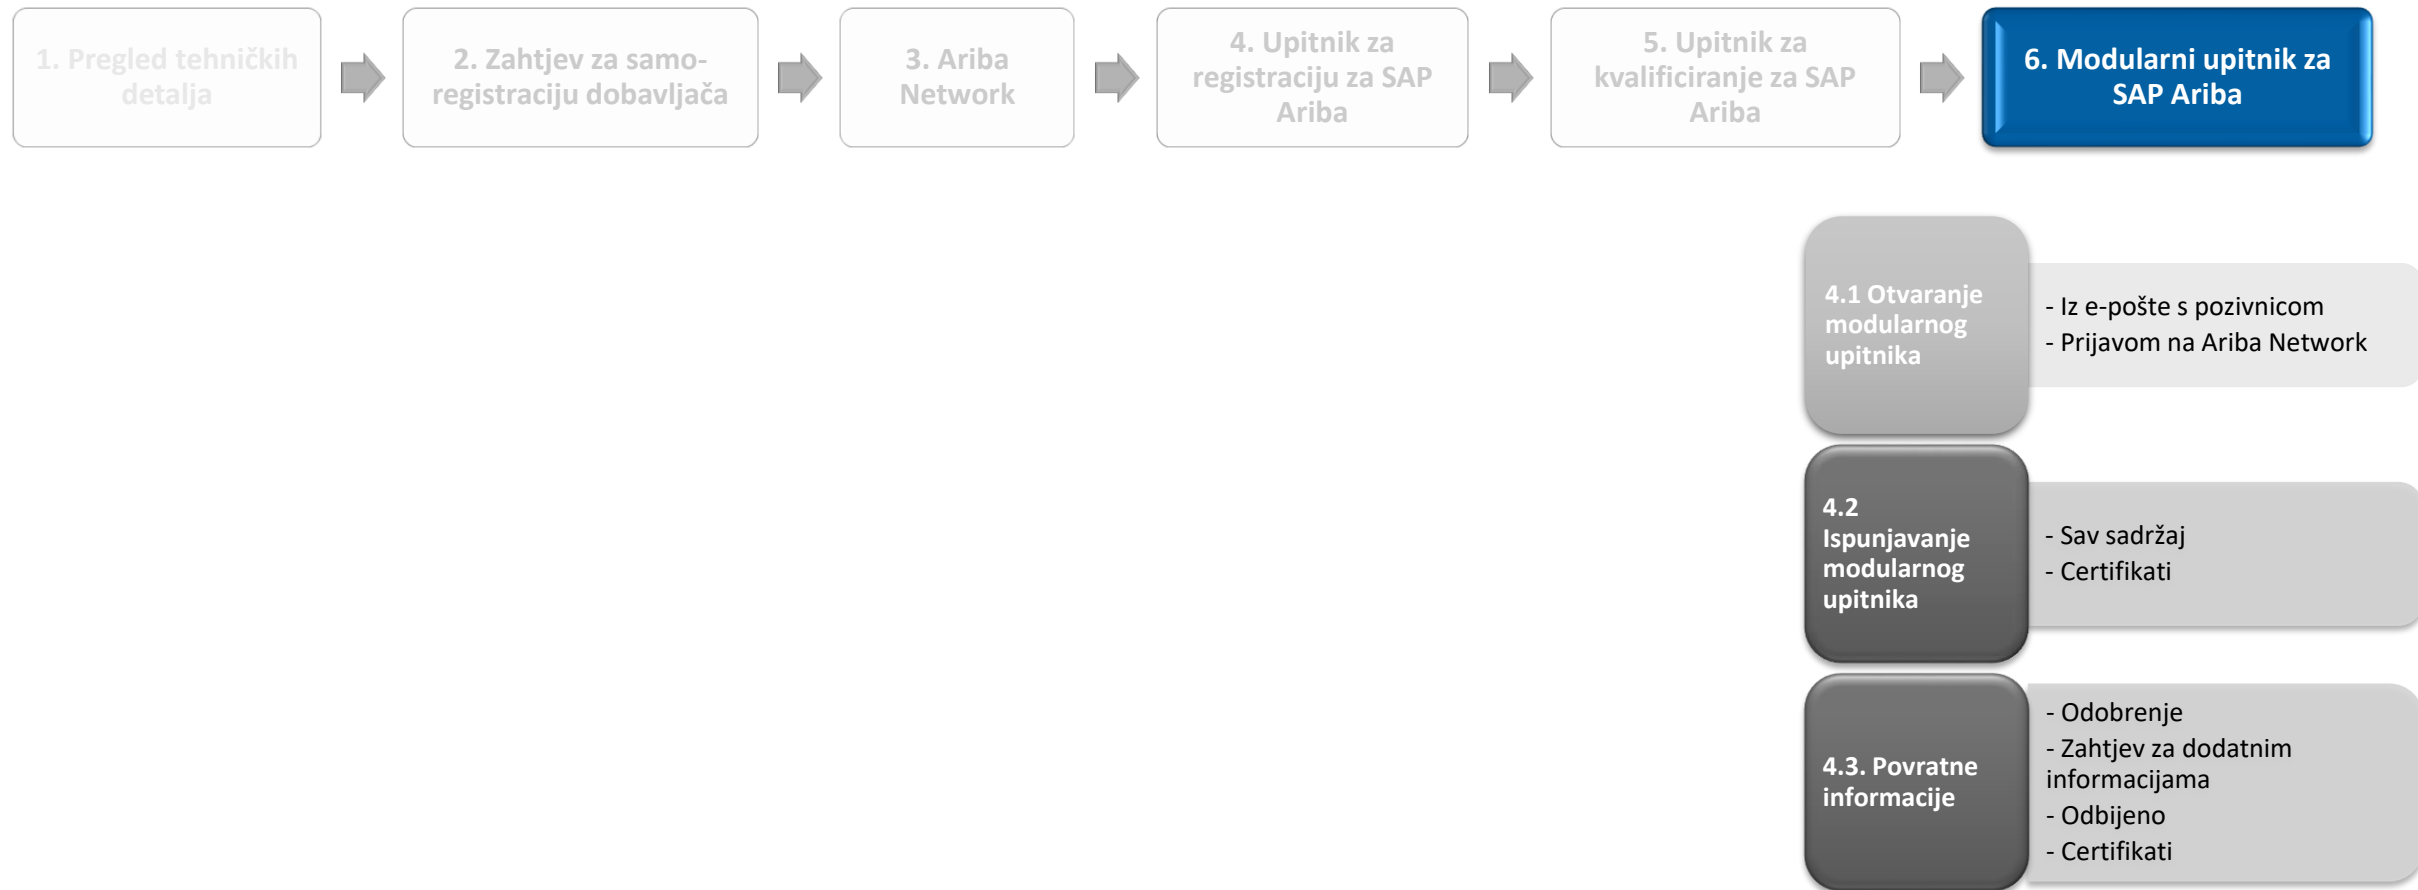 1. Pregled tehničkih
detalja
2. Zahtjev za samo-
registraciju dobavljača
3. Ariba
Network
4. Upitnik za
registraciju za SAP
Ariba
5. Upitnik za
kvalificiranje za SAP
Ariba
6. Modularni upitnik za
SAP Ariba
4.1 Otvaranje
modularnog
upitnika
- Iz e-pošte s pozivnicom
- Prijavom na Ariba Network
4.2
Ispunjavanje
modularnog
upitnika
- Sav sadržaj
- Certifikati
4.3. Povratne
informacije
- Odobrenje
- Zahtjev za dodatnim
informacijama
- Odbijeno
- Certifikati